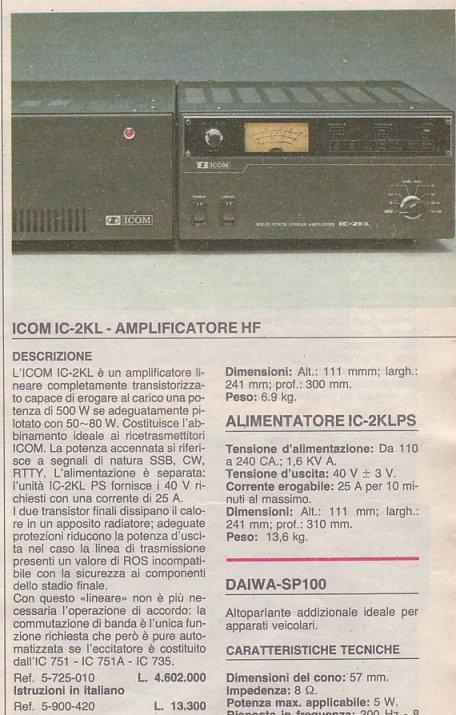 ICOM
ICOM
SOLID STATE LINEAR AMPLIFIER IC-2KL
ICOM IC-2KL - AMPLIFICATORE HF
DESCRIZIONE
L'ICOM IC-2KL è un amplificatore li-
neare completamente transistorizza-
to capace di erogare al carico una po-
tenza di 500 W se adeguatamente pi-
lotato con 50~80 W. Costituisce l'ab-
binamento ideale ai ricetrasmettitori
ICOM. La potenza accennata si riferi-
sce a segnali di natura SSB, CW,
RTTY. L'alimentazione è separata:
l'unità IC-2KL PS fornisce i 40 V ri-
chiesti con una corrente di 25 A.
I due transistor finali dissipano il calo-
re in un apposito radiatore; adeguate
protezioni riducono la potenza d'usci-
ta nel caso la linea di trasmissione
presenti un valore di ROS incompati-
bile con la sicurezza ai componenti
dello stadio finale.
Con questo «lineare» non è più ne-
cessaria l'operazione di accordo: la
commutazione di banda è l'unica fun-
zione richiesta che però è pure auto-
matizzata se l'eccitatore è costituito
dall'IC 751 - IC 751A - IC 735.
Ref. 5-725-010 L. 4.602.000
Istruzioni in italiano
Ref. 5-900-420 L. 13.300
Dimensioni: Alt.: 111 mmm; largh.:
241 mm; prof.: 300 mm.
Peso: 6.9 kg.
ALIMENTATORE IC-2KLPS
Tensione d'alimentazione: Da 110
a 240 CA.; 1,6 KV A.
Tensione d'uscita: 40 V ± 3 V.
Corrente erogabile: 25 A per 10 mi-
nuti al massimo.
Dimensioni: Alt.: 111 mm; largh.:
241 mm; prof.: 310 mm.
Peso: 13,6 kg.
DAIWA-SP100
Altoparlante addizionale ideale per
apparati veicolari.
CARATTERISTICHE TECNICHE
Dimensioni del cono: 57 mm.
Impedenza: 8 Ω.
Potenza max. applicabile: 5 W.
Risposta in frequenza: 300 Hz - 8